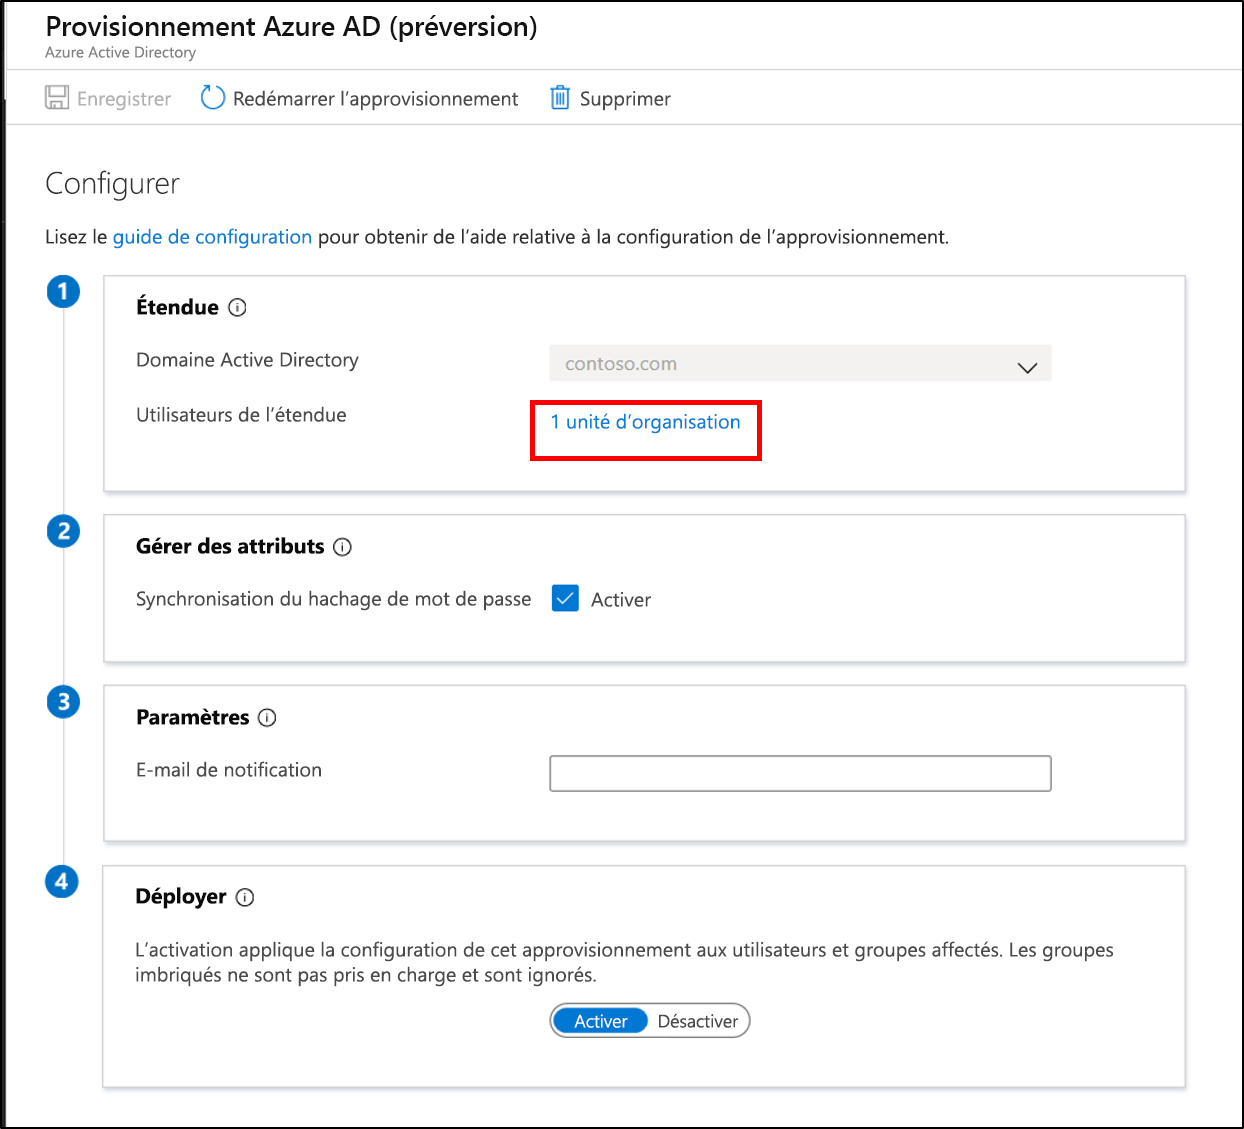 Provisionnement Azure AD (préversion)
Azure Active Directory
Enregistrer Redémarrer l’approvisionnement Supprimer
Configurer
Lisez le guide de configuration pour obtenir de l’aide relative à la configuration de l’approvisionnement.
1
Étendue
Domaine Active Directory contoso.com
Utilisateurs de l’étendue 1 unité d’organisation
2
Gérer des attributs
Synchronisation du hachage de mot de passe Activer
3
Paramètres
E-mail de notification
4
Déployer
L’activation applique la configuration de cet approvisionnement aux utilisateurs et groupes affectés. Les groupes
imbriqués ne sont pas pris en charge et sont ignorés.
Activer Désactiver